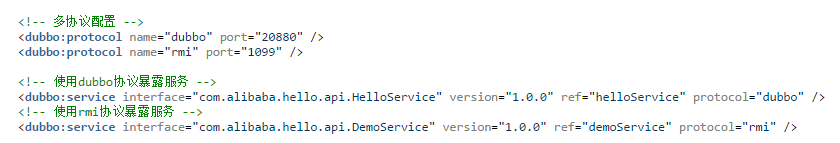 <!-- 多协议配置 -->
<dubbo:protocol name="dubbo" port="20880" />
<dubbo:protocol name="rmi" port="1099" />
<!-- 使用dubbo协议暴露服务 -->
<dubbo:service interface="com.alibaba.hello.api.HelloService" version="1.0.0" ref="helloService" protocol="dubbo" />
<!-- 使用rmi协议暴露服务 -->
<dubbo:service interface="com.alibaba.hello.api.DemoService" version="1.0.0" ref="demoService" protocol="rmi" />